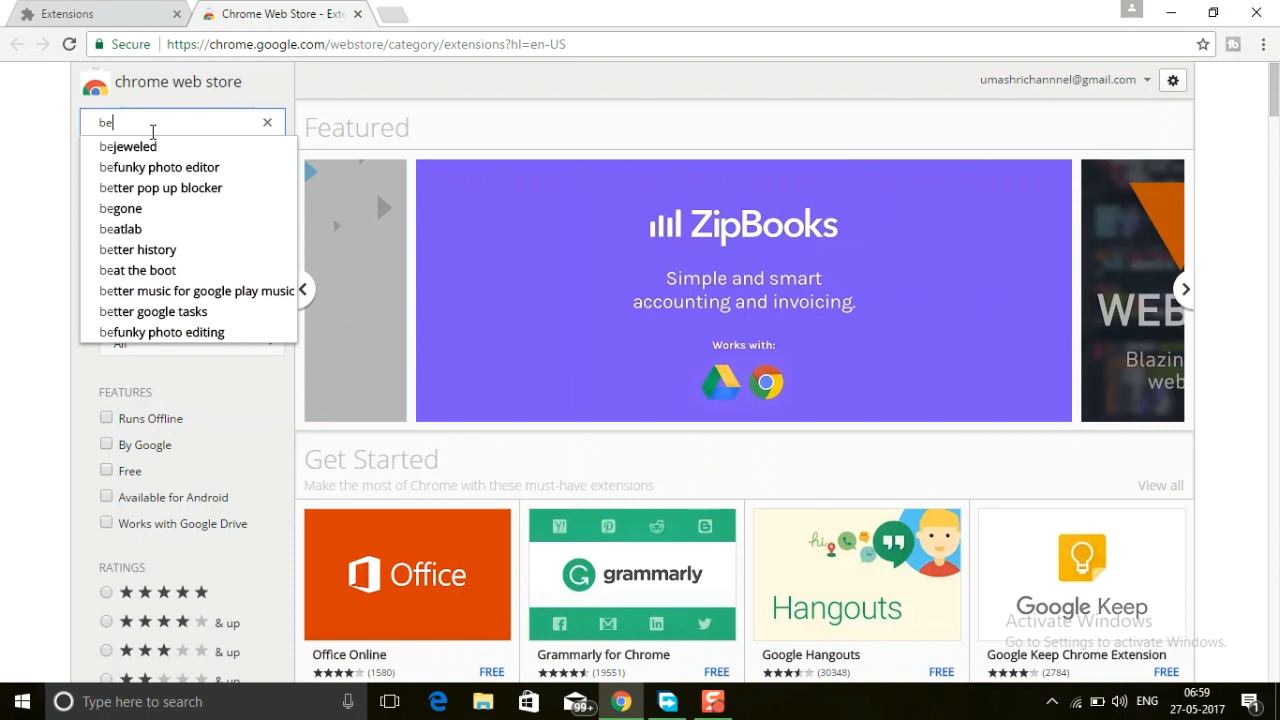 Extensions
Chrome Web Store - Exte
Secure
https://chrome.google.com/webstore/category/extensions?hl=en-US
chrome web store
umashrichannnel@gmail.com
be
bejeweled
befunky photo editor
better pop up blocker
begone
beatlab
better history
beat the boot
better music for google play music
better google tasks
befunky photo editing
All
FEATURES
Runs Offline
By Google
Free
Available for Android
Works with Google Drive
RATINGS
& up
& up
Featured
ZipBooks
Simple and smart
accounting and invoicing.
Works with:
WEB
Blazin
web
Get Started
Make the most of Chrome with these must-have extensions
View all
Office
grammarly
hi
Hangouts
Google Keep
Activate Windows
Go to Settings to activate Windows.
Office Online
(1580) FREE
Grammarly for Chrome
(19551) FREE
Google Hangouts
(30348) FREE
Google Keep Chrome Extension
(2784) FREE
Type here to search
99+
ENG
06:59
27-05-2017
1